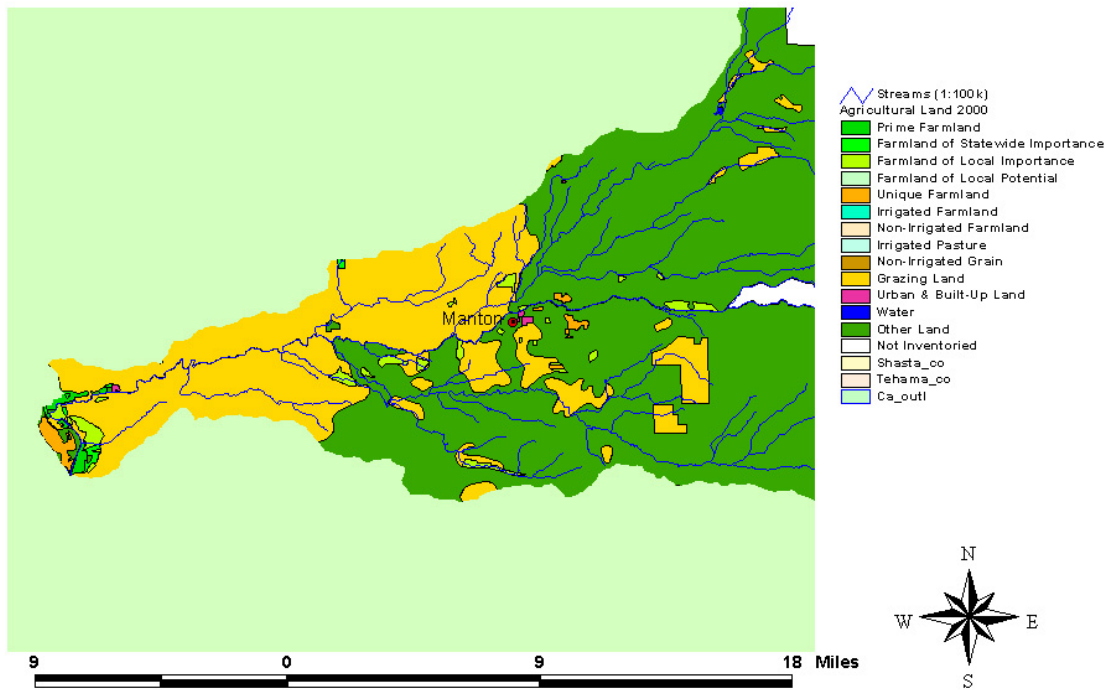 Streams (1:100k)
Agricultural Land 2000
Prime Farmland
Farmland of Statewide Importance
Farmland of Local Importance
Farmland of Local Potential
Unique Farmland
Irrigated Farmland
Non-Irrigated Farmland
Irrigated Pasture
Non-Irrigated Grain
Grazing Land
Urban & Built-Up Land
Water
Other Land
Not Inventoried
Shasta_co
Tehama_co
Ca_outl
Manton
N
W E
S
9 0 9 18 Miles